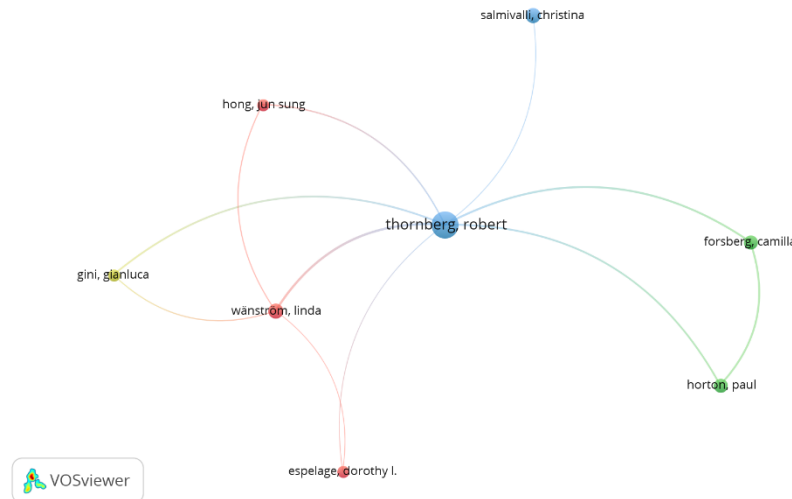 salmivalli, christina
hong, jun sung
thornberg, robert
forsberg, camilla
gini, gianluca
wänström, linda
horton, paul
espelage, dorothy l.
VOSviewer